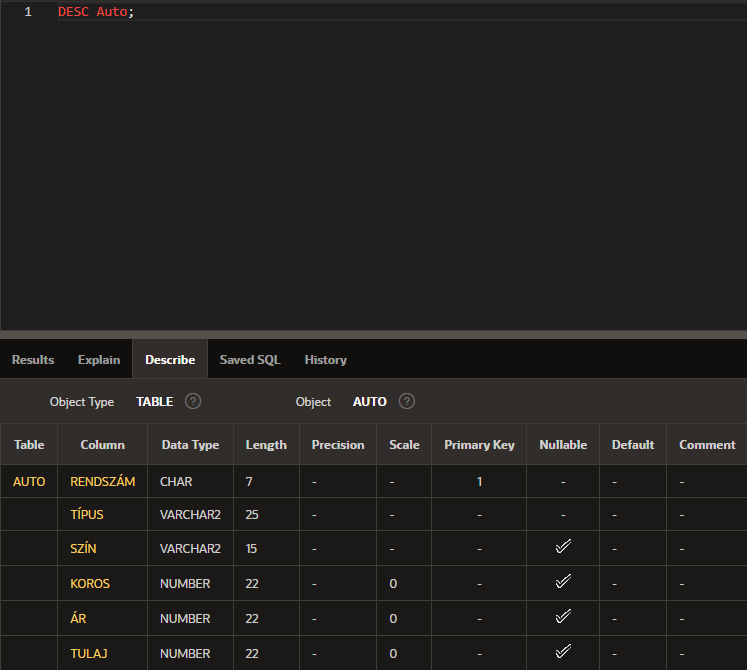 1 DESC Auto;
Results Explain Describe Saved SQL History
Object Type TABLE ? Object AUTO ?
Table Column Data Type Length Precision Scale Primary Key Nullable Default Comment
AUTO RENDSZÁM CHAR 7 - - 1 - - -
TÍPUS VARCHAR2 25 - - - - - -
SZÍN VARCHAR2 15 - - - ✓ - -
KOROS NUMBER 22 - 0 - ✓ - -
ÁR NUMBER 22 - 0 - ✓ - -
TULAJ NUMBER 22 - 0 - ✓ - -